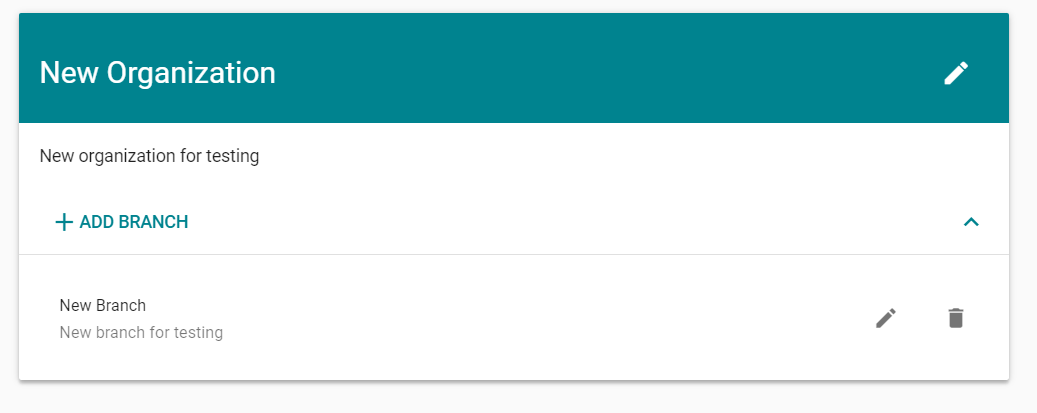 New Organization
New organization for testing
ADD BRANCH
New Branch
New branch for testing